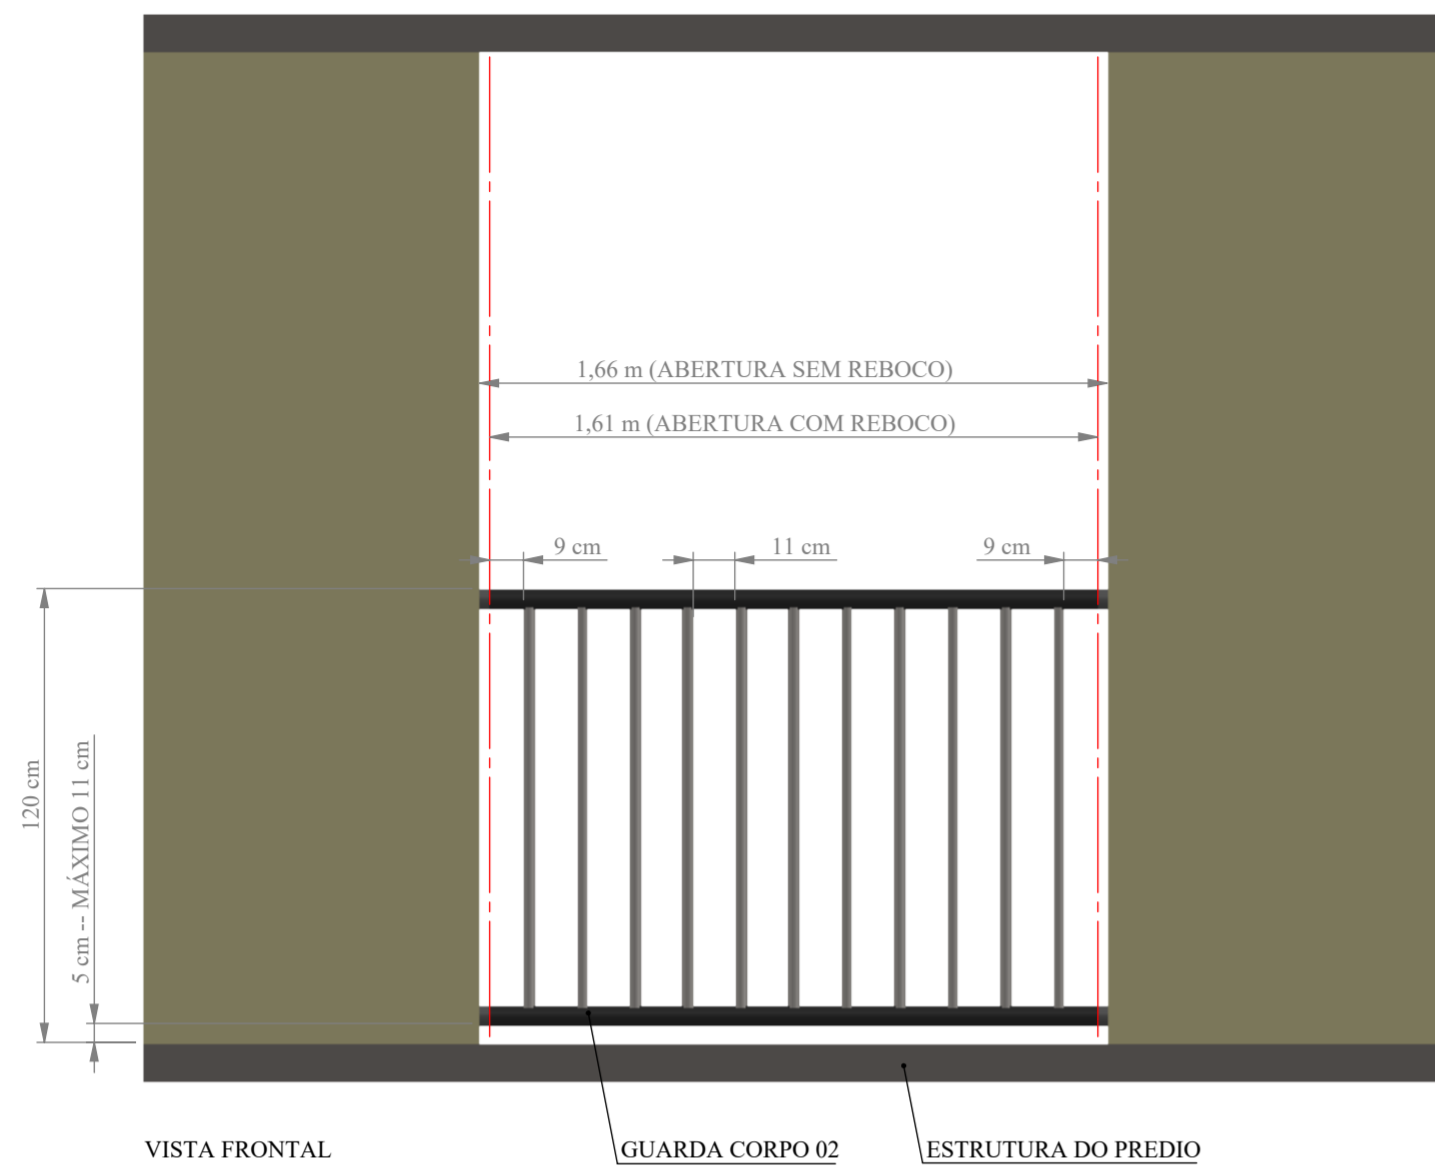 1,66 m (ABERTURA SEM REBOCO)
1,61 m (ABERTURA COM REBOCO)
9 cm
11 cm
9 cm
120 cm
5 cm -- MÁXIMO 11 cm
VISTA FRONTAL
GUARDA CORPO 02
ESTRUTURA DO PREDIO